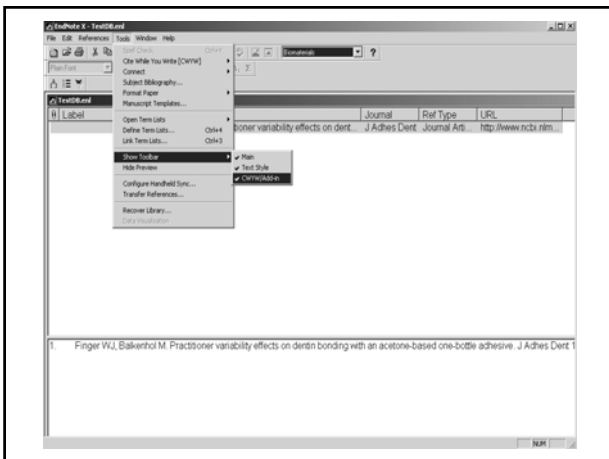 EndNote X - TestDB.enl
File Edit References Tools Window Help
Biomaterials ?
Plain Font Σ
Spell Check Ctrl+Y
Cite While You Write [CWYW]
Connect
Subject Bibliography...
Format Paper
Manuscript Templates...
Open Term Lists
Define Term Lists... Ctrl+4
Link Term Lists... Ctrl+3
Show Toolbar
Hide Preview
Configure Handheld Sync...
Transfer References...
Recover Library...
Data Visualization
Main
Text Style
CWYW/Add-in
TestDB.enl
Label Journal Ref Type URL
tioner variability effects on dent... J Adhes Dent Journal Arti... http://www.ncbi.nlm...
1. Finger WJ, Balkenhol M. Practitioner variability effects on dentin bonding with an acetone-based one-bottle adhesive. J Adhes Dent 1
NUM